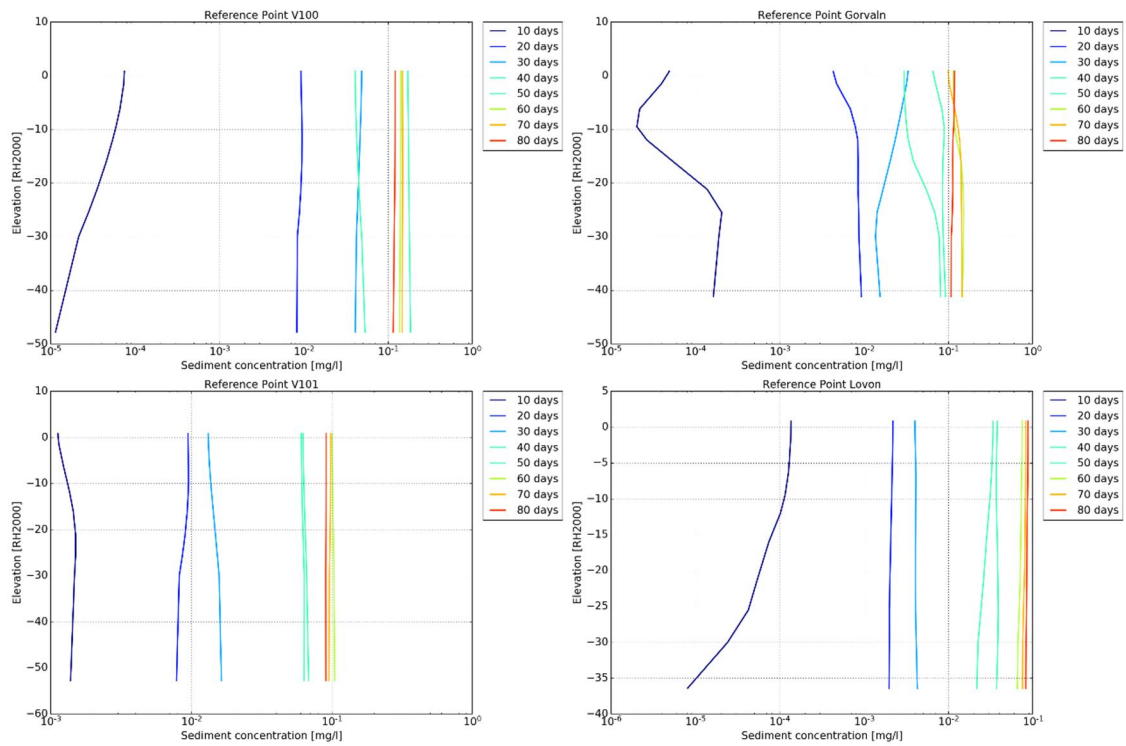 Reference Point V100
Elevation [RH2000]
10
0
−10
−20
−30
−40
−50
10⁻⁵ 10⁻⁴ 10⁻³ 10⁻² 10⁻¹ 10⁰
Sediment concentration [mg/l]
10 days
20 days
30 days
40 days
50 days
60 days
70 days
80 days
Reference Point Gorvaln
Elevation [RH2000]
10
0
−10
−20
−30
−40
−50
10⁻⁵ 10⁻⁴ 10⁻³ 10⁻² 10⁻¹ 10⁰
Sediment concentration [mg/l]
10 days
20 days
30 days
40 days
50 days
60 days
70 days
80 days
Reference Point V101
Elevation [RH2000]
10
0
−10
−20
−30
−40
−50
−60
10⁻³ 10⁻² 10⁻¹ 10⁰
Sediment concentration [mg/l]
10 days
20 days
30 days
40 days
50 days
60 days
70 days
80 days
Reference Point Lovon
Elevation [RH2000]
5
0
−5
−10
−15
−20
−25
−30
−35
−40
10⁻⁶ 10⁻⁵ 10⁻⁴ 10⁻³ 10⁻² 10⁻¹
Sediment concentration [mg/l]
10 days
20 days
30 days
40 days
50 days
60 days
70 days
80 days